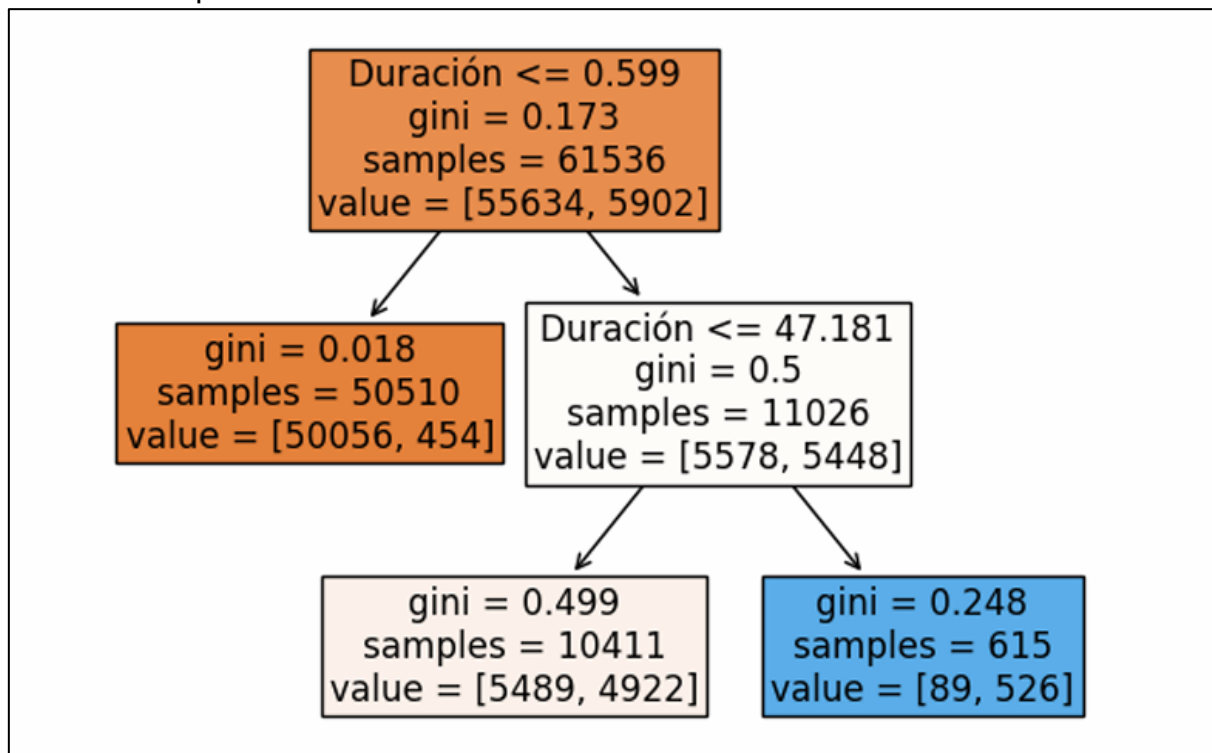 Duración <= 0.599
gini = 0.173
samples = 61536
value = [55634, 5902]
gini = 0.018
samples = 50510
value = [50056, 454]
Duración <= 47.181
gini = 0.5
samples = 11026
value = [5578, 5448]
gini = 0.499
samples = 10411
value = [5489, 4922]
gini = 0.248
samples = 615
value = [89, 526]